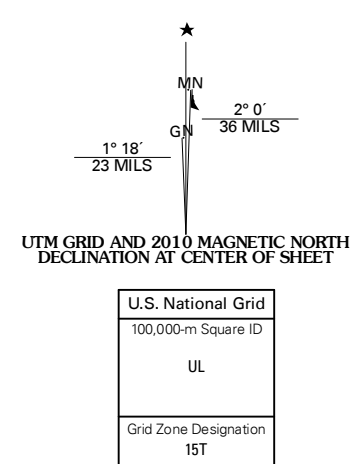 ★
MN
GN
2° 0´
36 MILS
1° 18´
23 MILS
UTM GRID AND 2010 MAGNETIC NORTH
DECLINATION AT CENTER OF SHEET
U.S. National Grid
100,000-m Square ID
UL
Grid Zone Designation
15T